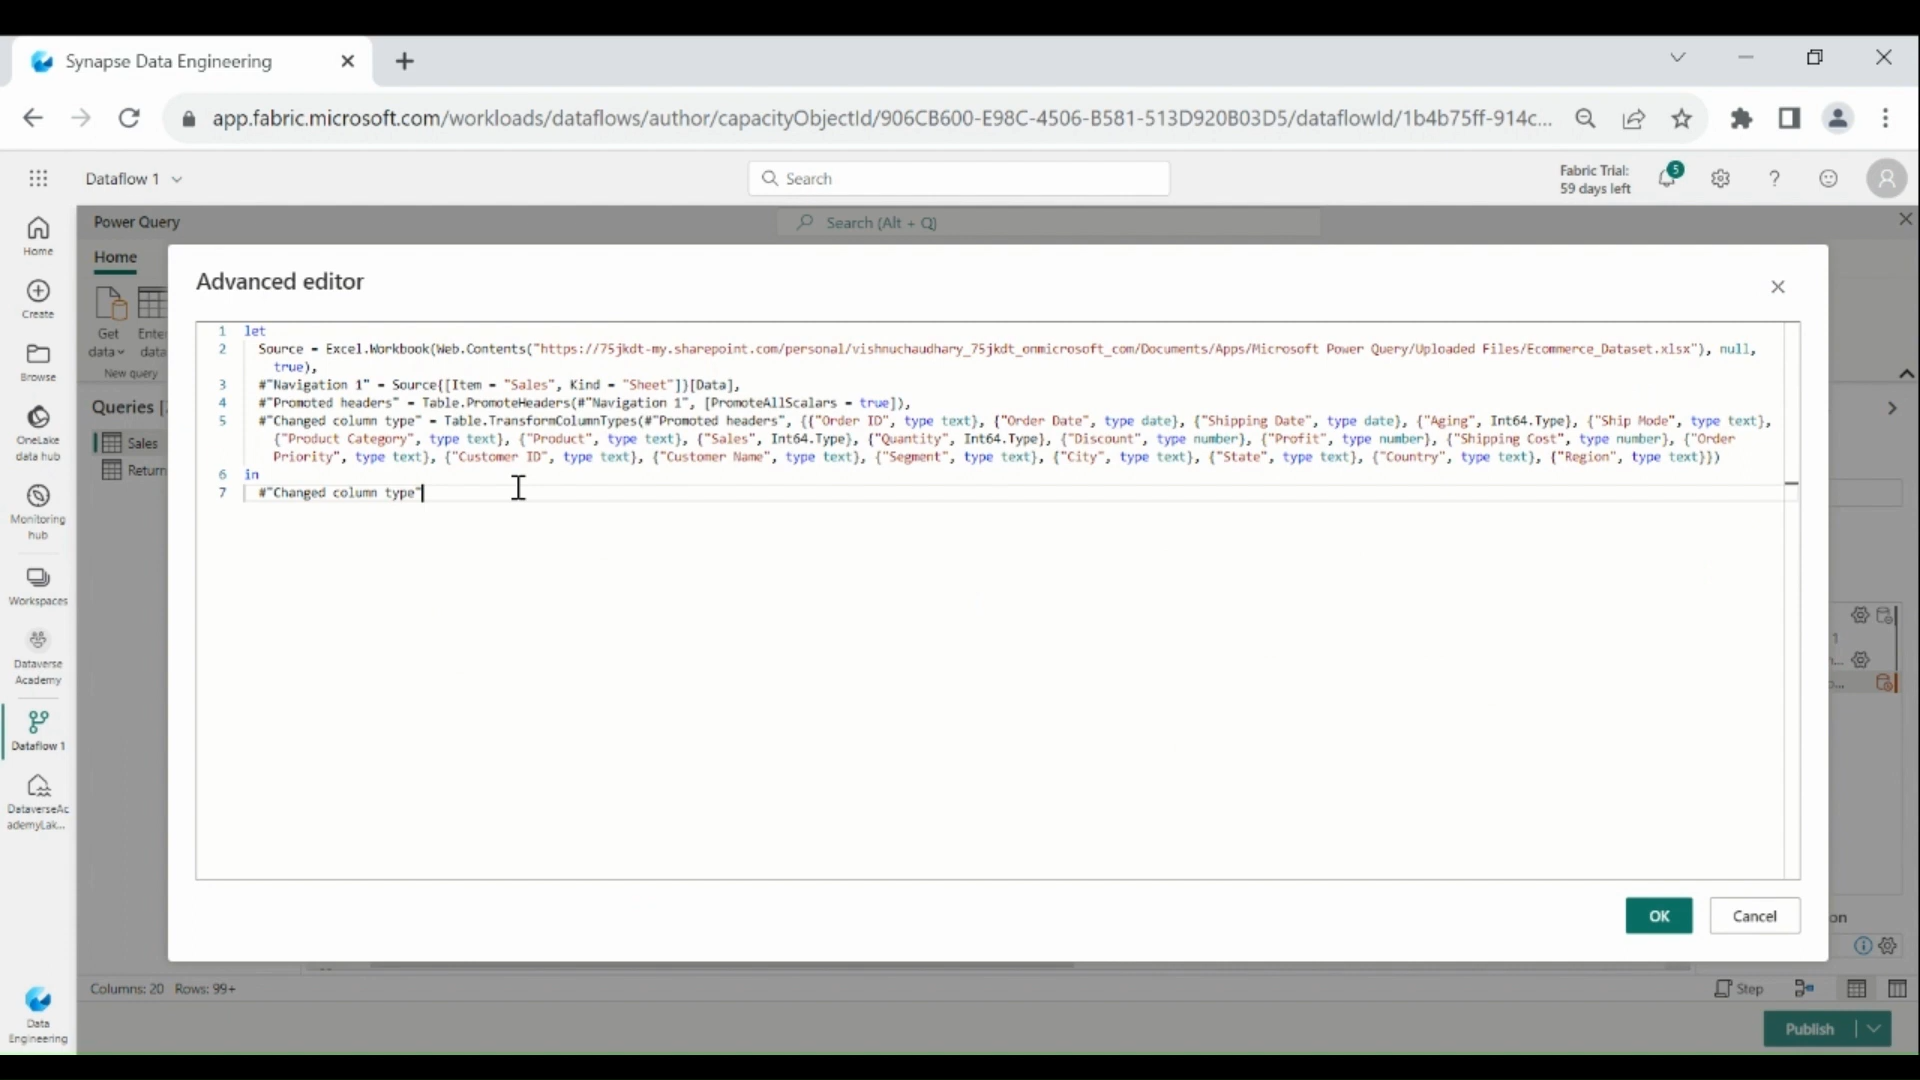 Synapse Data Engineering
app.fabric.microsoft.com/workloads/dataflows/author/capacityObjectId/906CB600-E98C-4506-B581-513D920B03D5/dataflowId/1b4b75ff-914c...
Dataflow 1
Search
Fabric Trial:
59 days left
5
Power Query
Search (Alt + Q)
Home
Home
Create
Browse
OneLake
data hub
Monitoring
hub
Workspaces
Dataverse
Academy
Dataflow 1
DataverseAc
ademyLak...
Data
Engineering
Get
data
Ente
data
New query
Queries [
Sales
Return
Advanced editor
1 let
2 Source = Excel.Workbook(Web.Contents("https://75jkdt-my.sharepoint.com/personal/vishnuchaudhary_75jkdt_onmicrosoft_com/Documents/Apps/Microsoft Power Query/Uploaded Files/Ecommerce_Dataset.xlsx"), null,
true),
3 #"Navigation 1" = Source{[Item = "Sales", Kind = "Sheet"]}[Data],
4 #"Promoted headers" = Table.PromoteHeaders(#"Navigation 1", [PromoteAllScalars = true]),
5 #"Changed column type" = Table.TransformColumnTypes(#"Promoted headers", {{"Order ID", type text}, {"Order Date", type date}, {"Shipping Date", type date}, {"Aging", Int64.Type}, {"Ship Mode", type text},
{"Product Category", type text}, {"Product", type text}, {"Sales", Int64.Type}, {"Quantity", Int64.Type}, {"Discount", type number}, {"Profit", type number}, {"Shipping Cost", type number}, {"Order
Priority", type text}, {"Customer ID", type text}, {"Customer Name", type text}, {"Segment", type text}, {"City", type text}, {"State", type text}, {"Country", type text}, {"Region", type text}})
6 in
7 #"Changed column type"
OK
Cancel
1
on
Columns: 20 Rows: 99+
Step
Publish